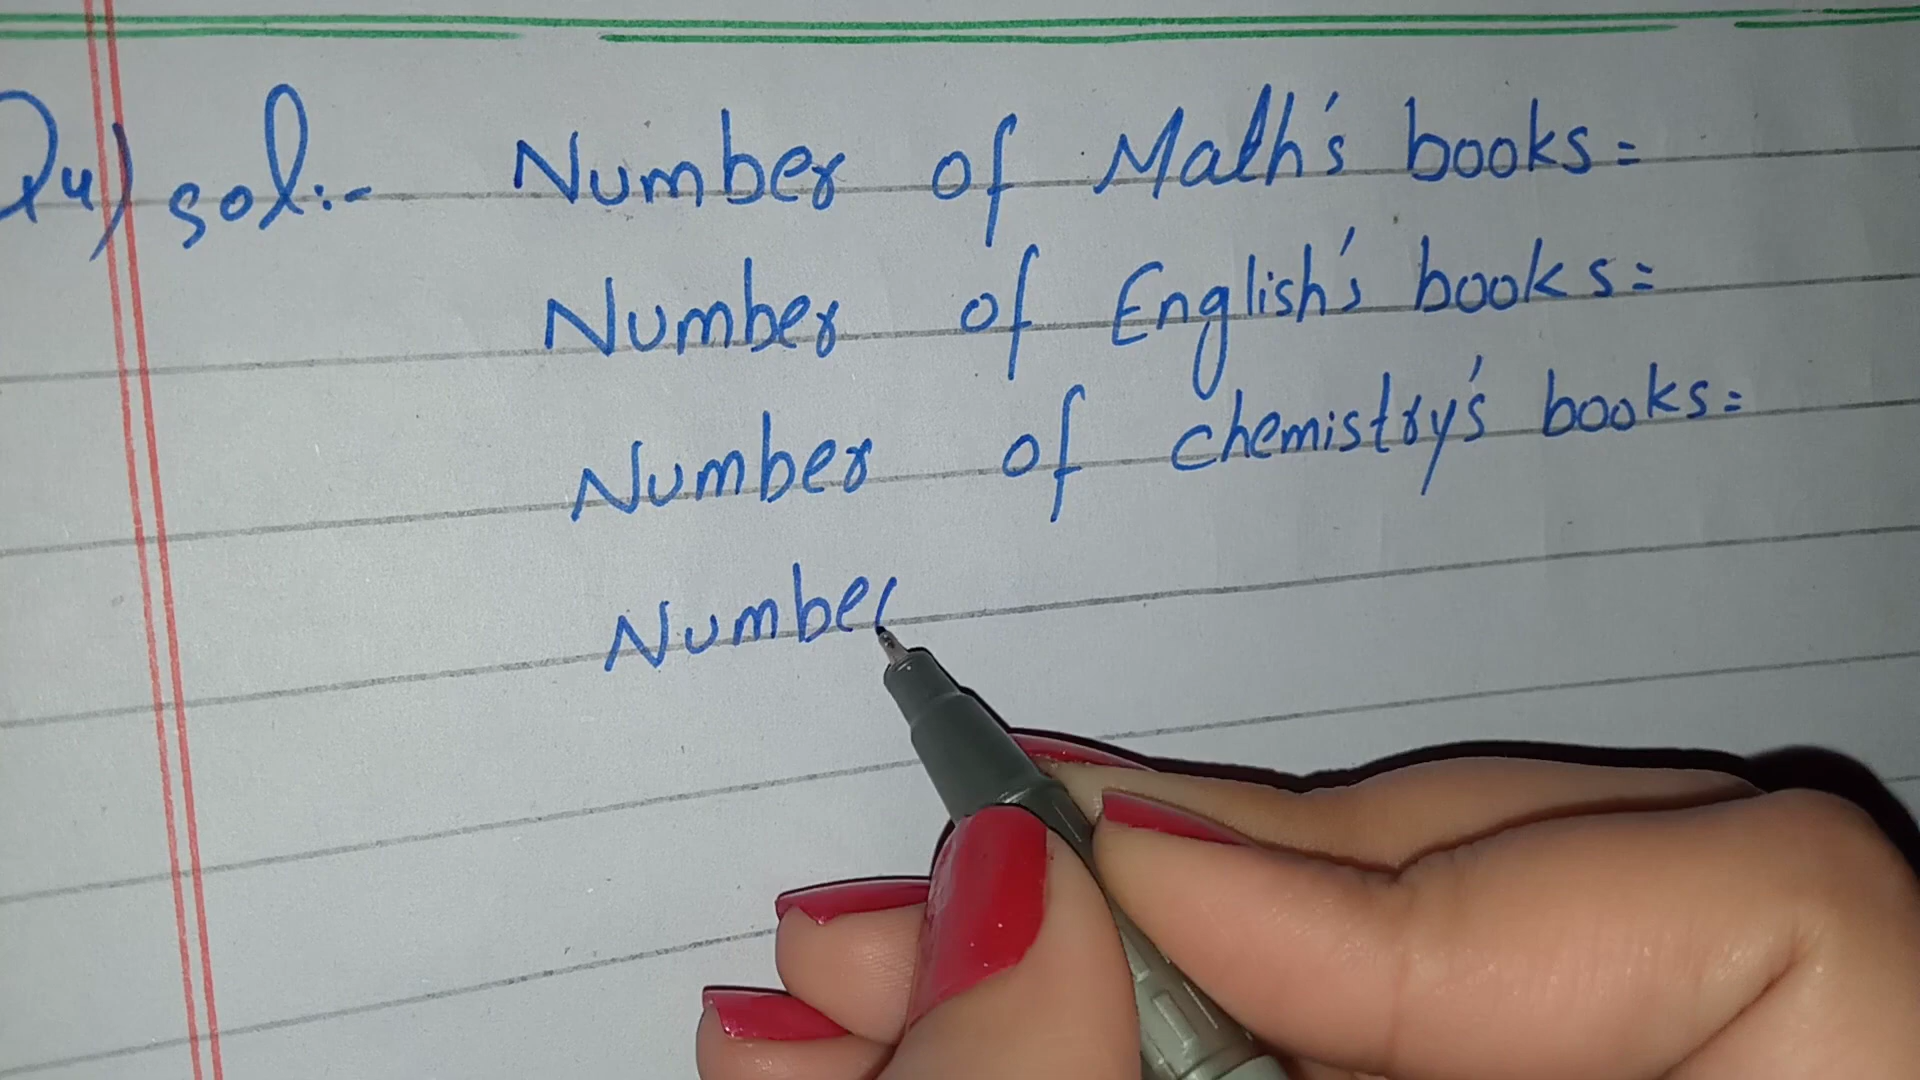 Q4) sol:- Number of Math's books=
Number of English's books=
Number of chemistry's books=
Number